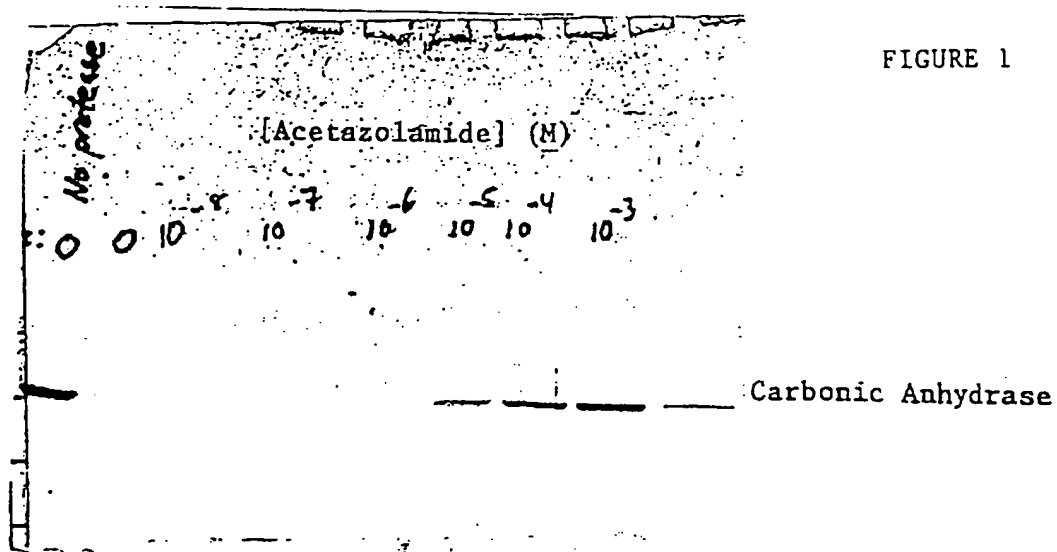 FIGURE 1
No protease
[Acetazolamide] (M)
0 0 10⁻⁸ 10⁻⁷ 10⁻⁶ 10⁻⁵ 10⁻⁴ 10⁻³
Carbonic Anhydrase